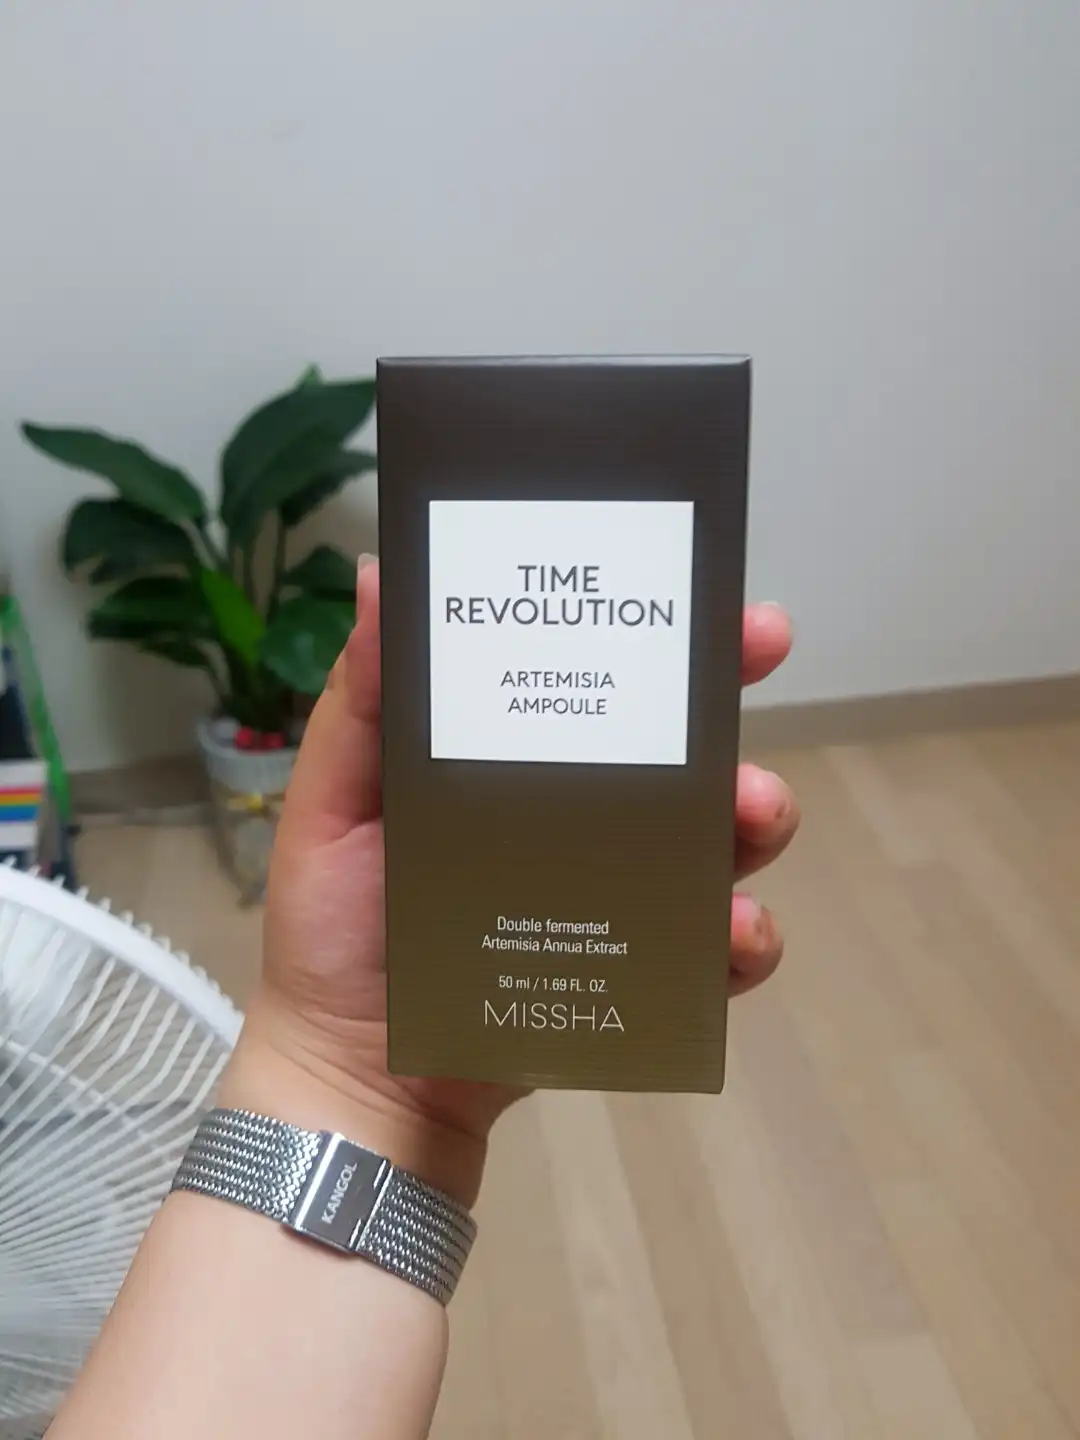 TIME
REVOLUTION
ARTEMISIA
AMPOULE
Double fermented
Artemisia Annua Extract
50 ml / 1.69 FL. OZ.
MISSHA
KANGOL